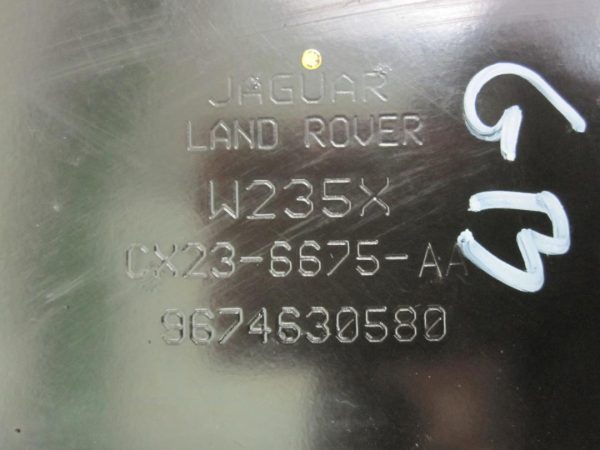 JAGUAR
LAND ROVER
W235X
CX23-6675-AA
9674630580
GB